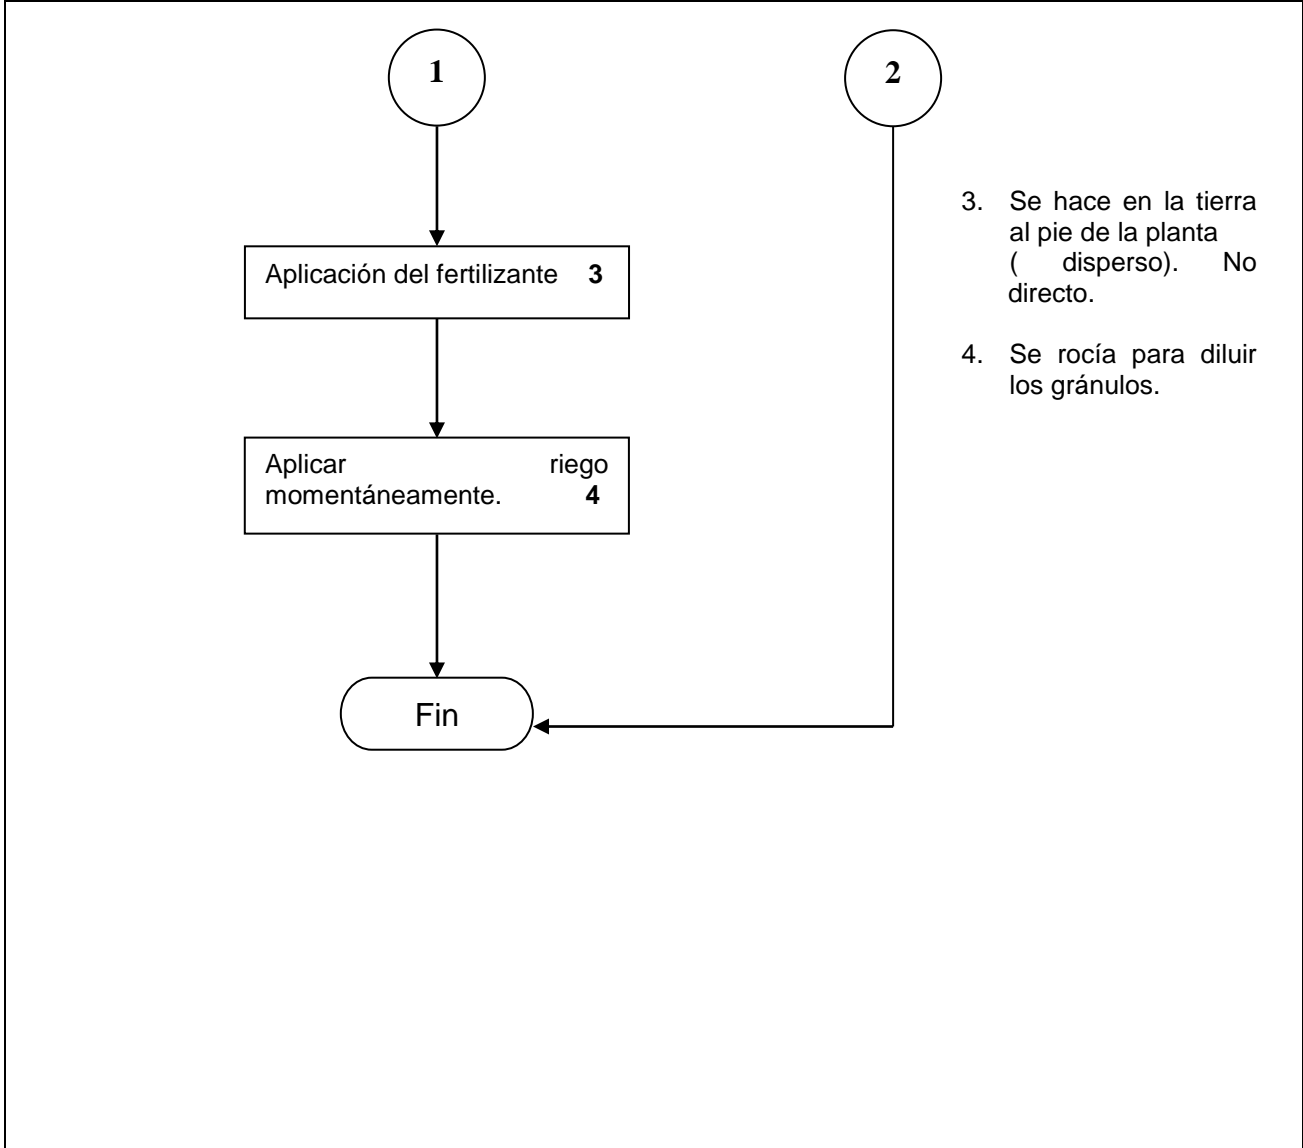 1
2
3. Se hace en la tierra
al pie de la planta
( disperso). No
directo.
Aplicación del fertilizante 3
4. Se rocía para diluir
los gránulos.
Aplicar riego
momentáneamente. 4
Fin